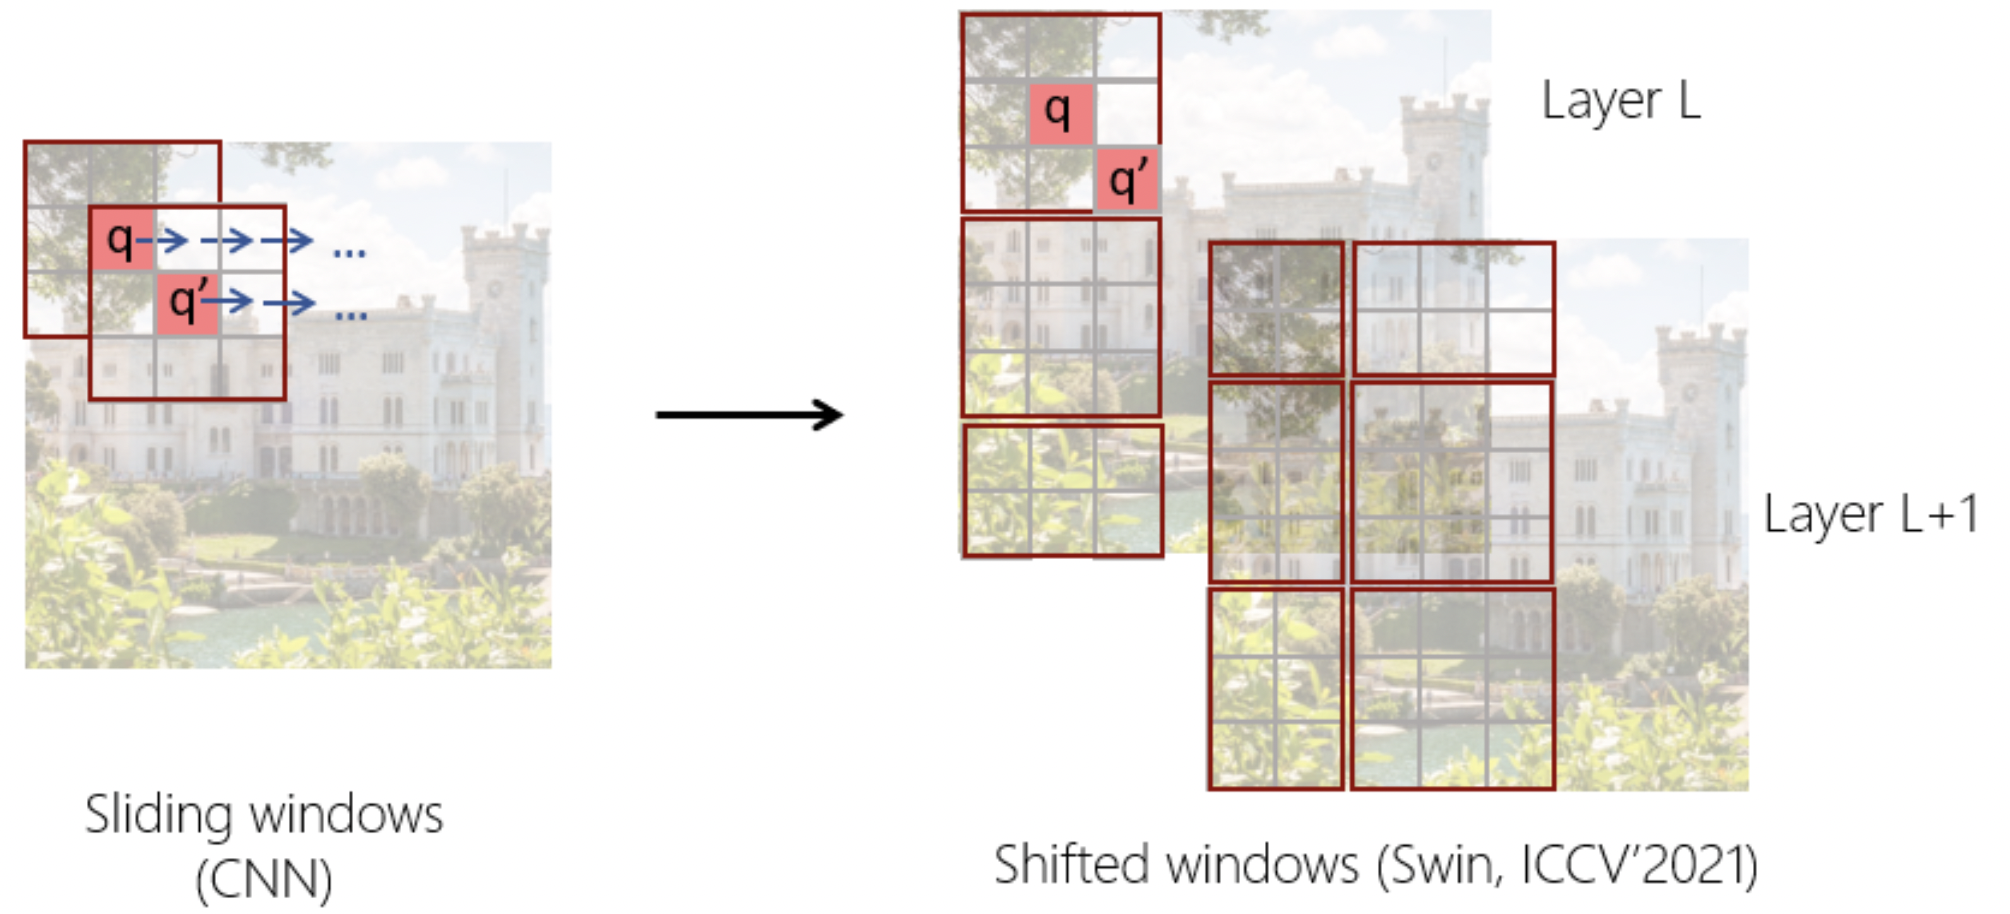 q
...
q’
...
Sliding windows
(CNN)
q
q’
Layer L
Layer L+1
Shifted windows (Swin, ICCV’2021)